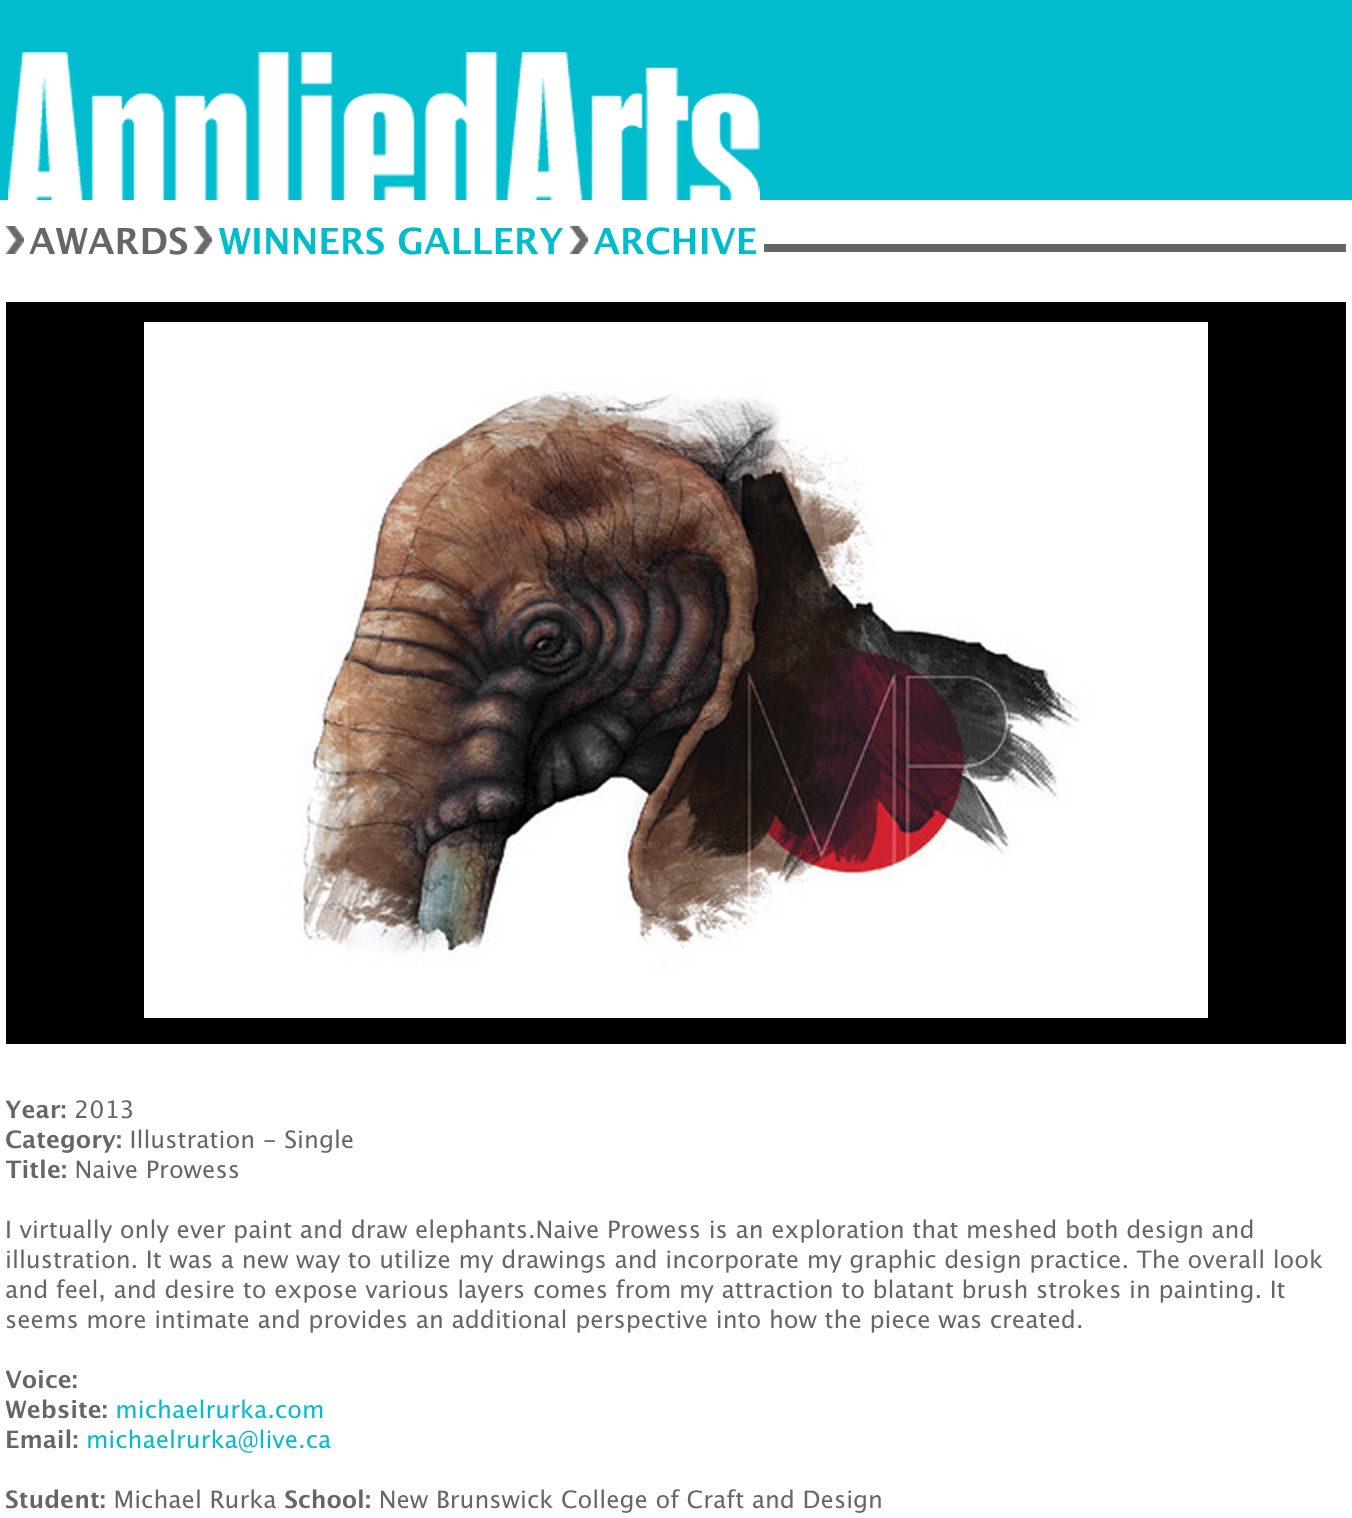 AppliedArts
AWARDS WINNERS GALLERY ARCHIVE
MR
Year: 2013
Category: Illustration - Single
Title: Naive Prowess
I virtually only ever paint and draw elephants.Naive Prowess is an exploration that meshed both design and
illustration. It was a new way to utilize my drawings and incorporate my graphic design practice. The overall look
and feel, and desire to expose various layers comes from my attraction to blatant brush strokes in painting. It
seems more intimate and provides an additional perspective into how the piece was created.
Voice:
Website: michaelrurka.com
Email: michaelrurka@live.ca
Student: Michael Rurka School: New Brunswick College of Craft and Design